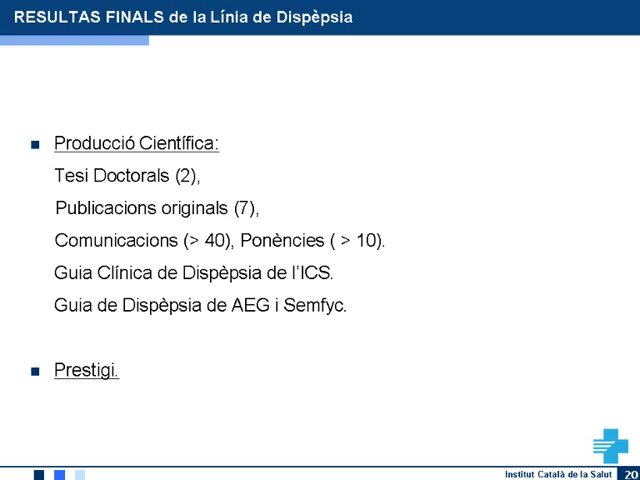 RESULTAS FINALS de la Línia de Dispèpsia
Producció Científica:
Tesi Doctorals (2),
Publicacions originals (7),
Comunicacions (> 40), Ponències ( > 10).
Guia Clínica de Dispèpsia de l'ICS.
Guia de Dispèpsia de AEG i Semfyc.
Prestigi.
Institut Català de la Salut 20